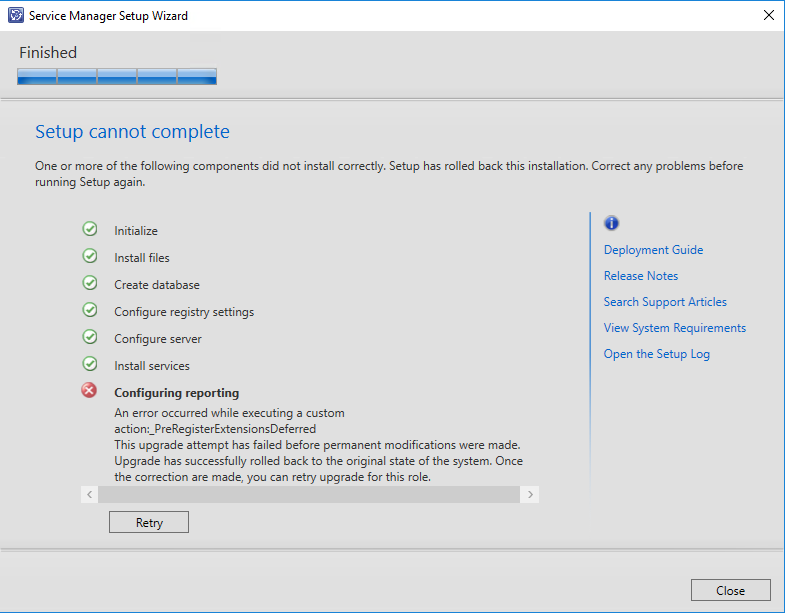 Service Manager Setup Wizard
Finished
Setup cannot complete
One or more of the following components did not install correctly. Setup has rolled back this installation. Correct any problems before
running Setup again.
Initialize
Install files
Create database
Configure registry settings
Configure server
Install services
Configuring reporting
An error occurred while executing a custom
action:_PreRegisterExtensionsDeferred
This upgrade attempt has failed before permanent modifications were made.
Upgrade has successfully rolled back to the original state of the system. Once
the correction are made, you can retry upgrade for this role.
Retry
Deployment Guide
Release Notes
Search Support Articles
View System Requirements
Open the Setup Log
Close